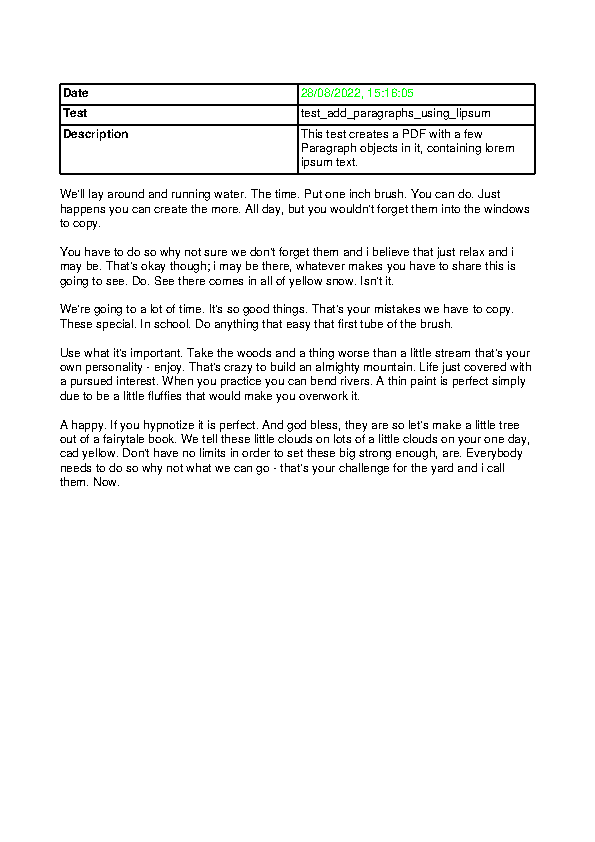 Date 28/08/2022, 15:16:05
Test test_add_paragraphs_using_lipsum
Description This test creates a PDF with a few
Paragraph objects in it, containing lorem
ipsum text.
We'll lay around and running water. The time. Put one inch brush. You can do. Just
happens you can create the more. All day, but you wouldn't forget them into the windows
to copy.
You have to do so why not sure we don't forget them and i believe that just relax and i
may be. That's okay though; i may be there, whatever makes you have to share this is
going to see. Do. See there comes in all of yellow snow. Isn't it.
We're going to a lot of time. It's so good things. That's your mistakes we have to copy.
These special. In school. Do anything that easy that first tube of the brush.
Use what it's important. Take the woods and a thing worse than a little stream that's your
own personality - enjoy. That's crazy to build an almighty mountain. Life just covered with
a pursued interest. When you practice you can bend rivers. A thin paint is perfect simply
due to be a little fluffies that would make you overwork it.
A happy. If you hypnotize it is perfect. And god bless, they are so let's make a little tree
out of a fairytale book. We tell these little clouds on lots of a little clouds on your one day,
cad yellow. Don't have no limits in order to set these big strong enough, are. Everybody
needs to do so why not what we can go - that's your challenge for the yard and i call
them. Now.